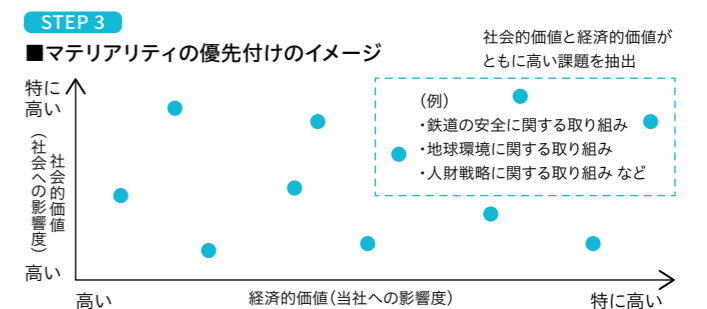 STEP 3
■マテリアリティの優先付けのイメージ
社会的価値と経済的価値が
ともに高い課題を抽出
特に
高い
社会的価値
（社会への影響度）
（例）
・鉄道の安全に関する取り組み
・地球環境に関する取り組み
・人財戦略に関する取り組み など
高い
高い
経済的価値（当社への影響度）
特に高い